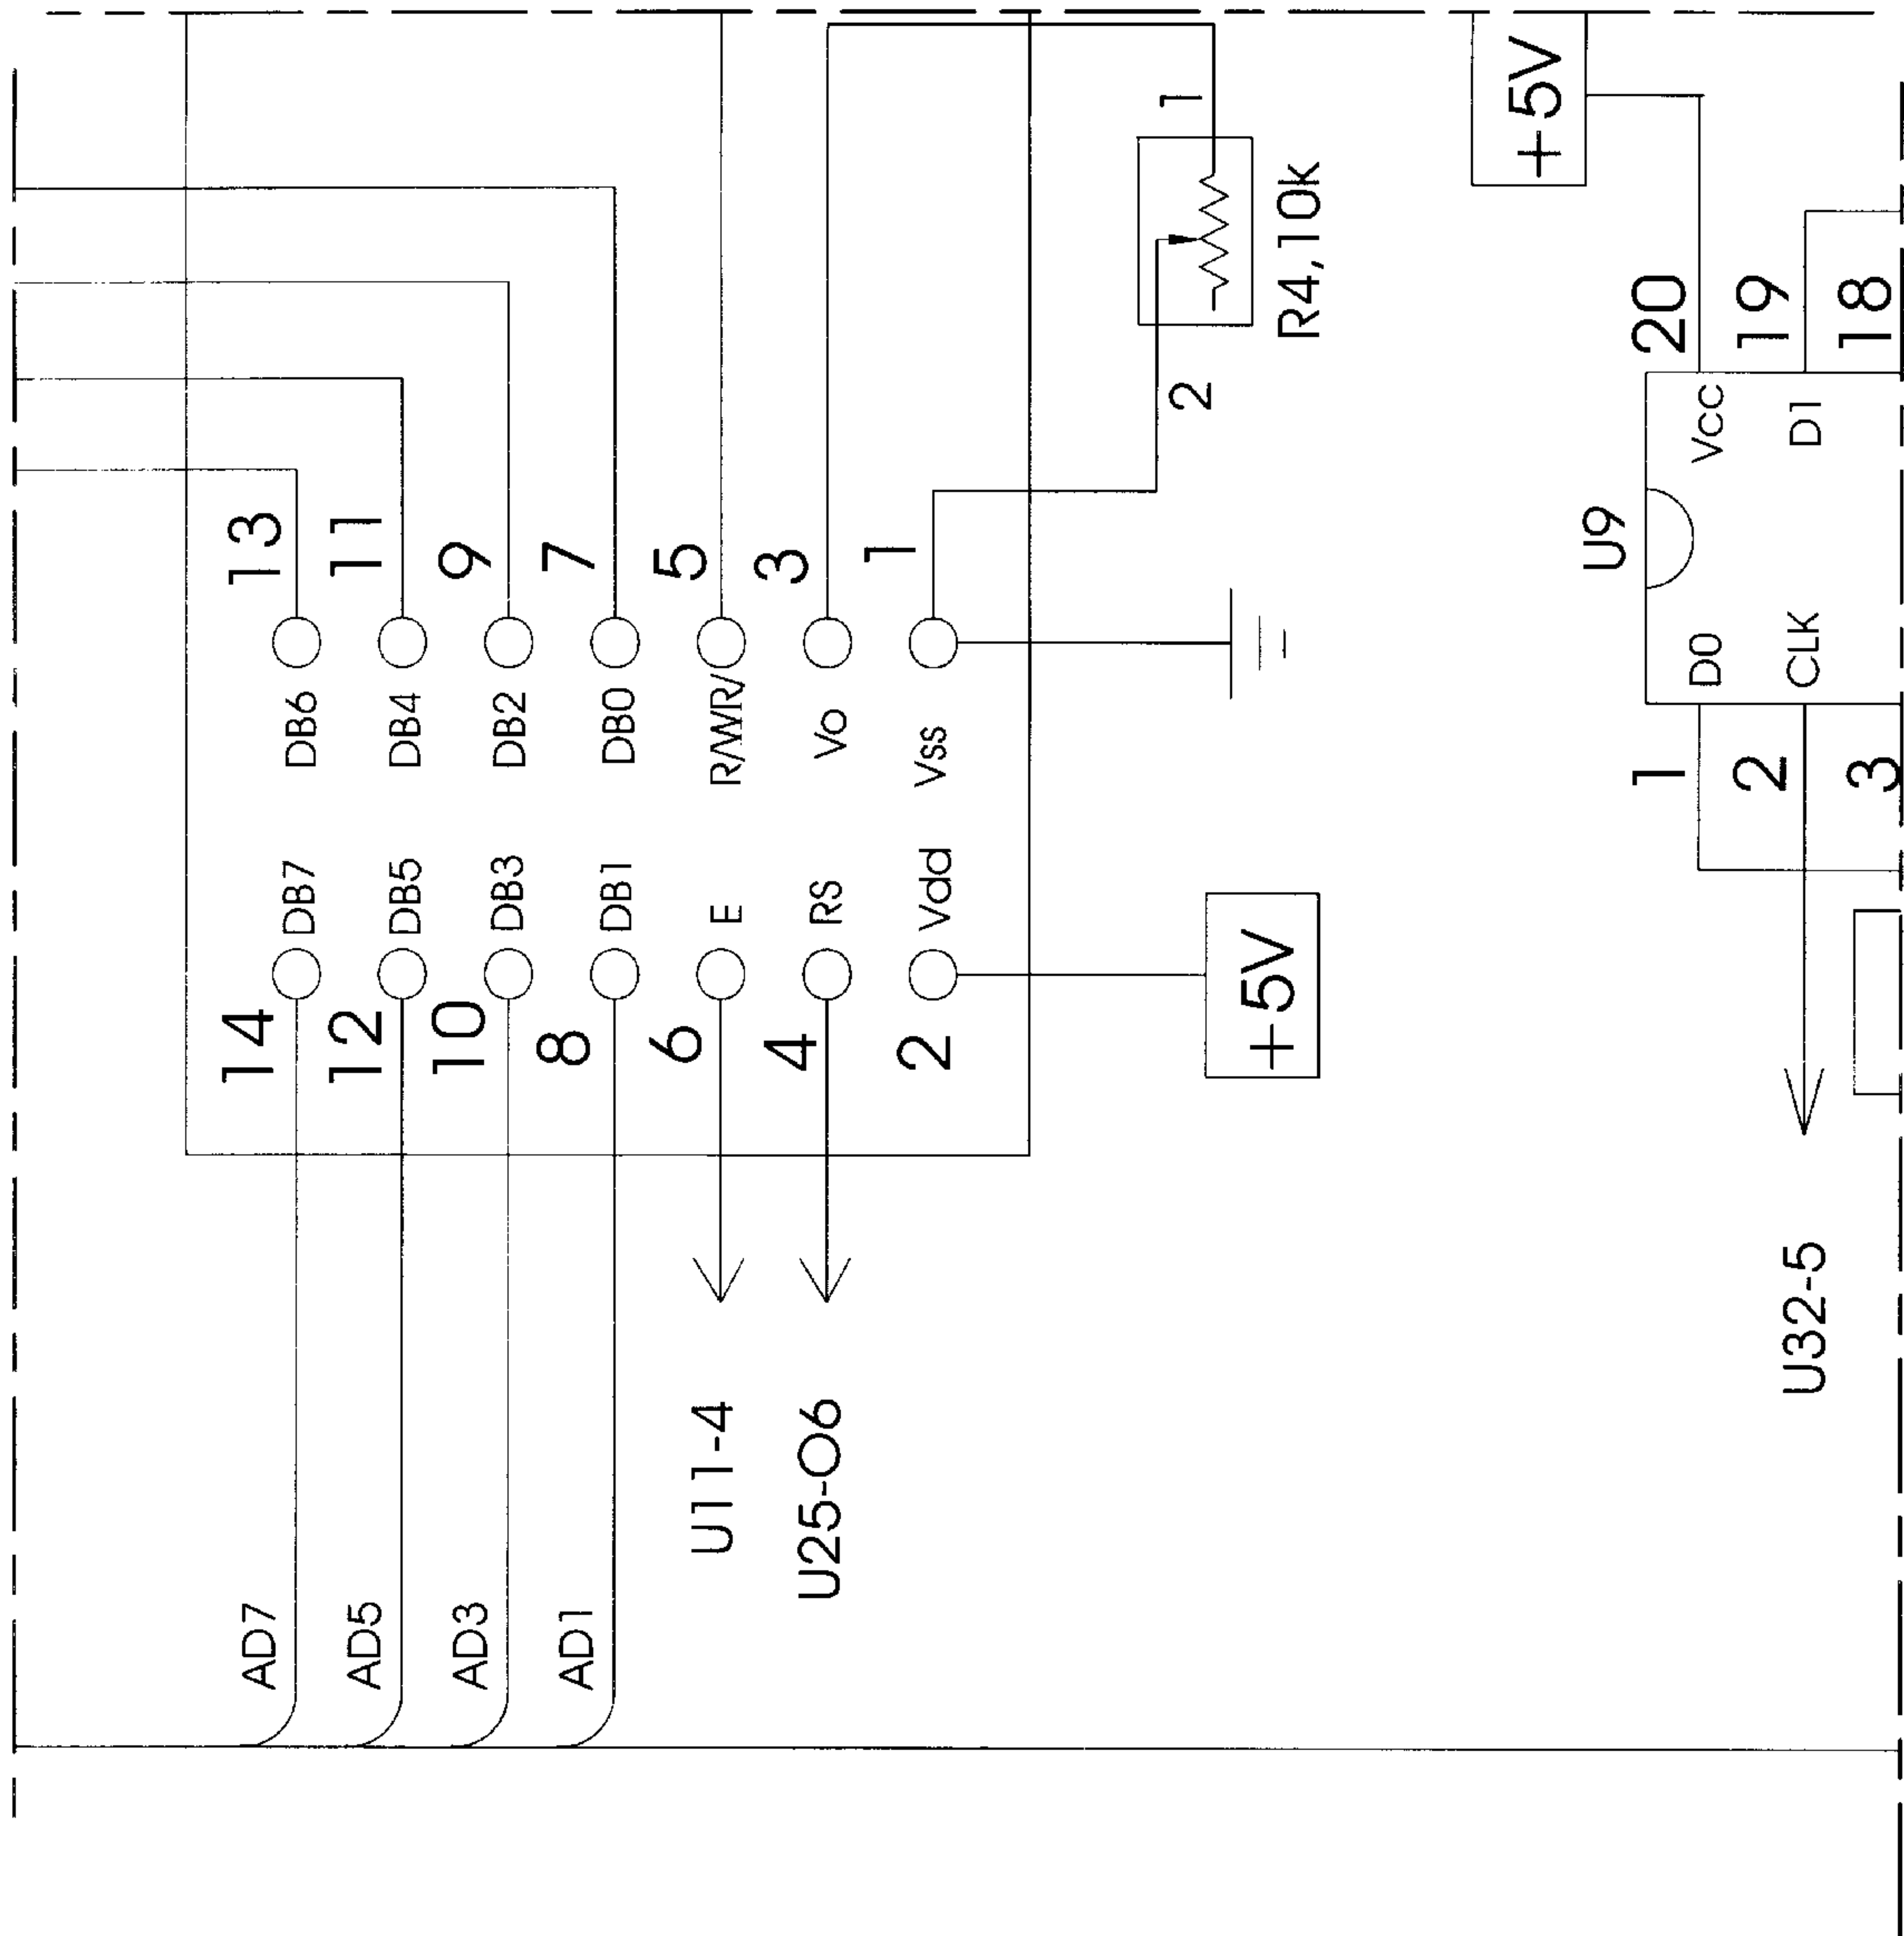 AD7
14
DB7
DB6
13
AD5
12
DB5
DB4
11
AD3
10
DB3
DB2
9
AD1
8
DB1
DB0
7
U11-4
6
E
R/WR/
5
U25-O6
4
RS
Vo
3
2
Vdd
Vss
1
+5V
2
1
R4,10k
+5V
U9
1
D0
Vcc
20
U32-5
2
CLK
D1
19
3
18